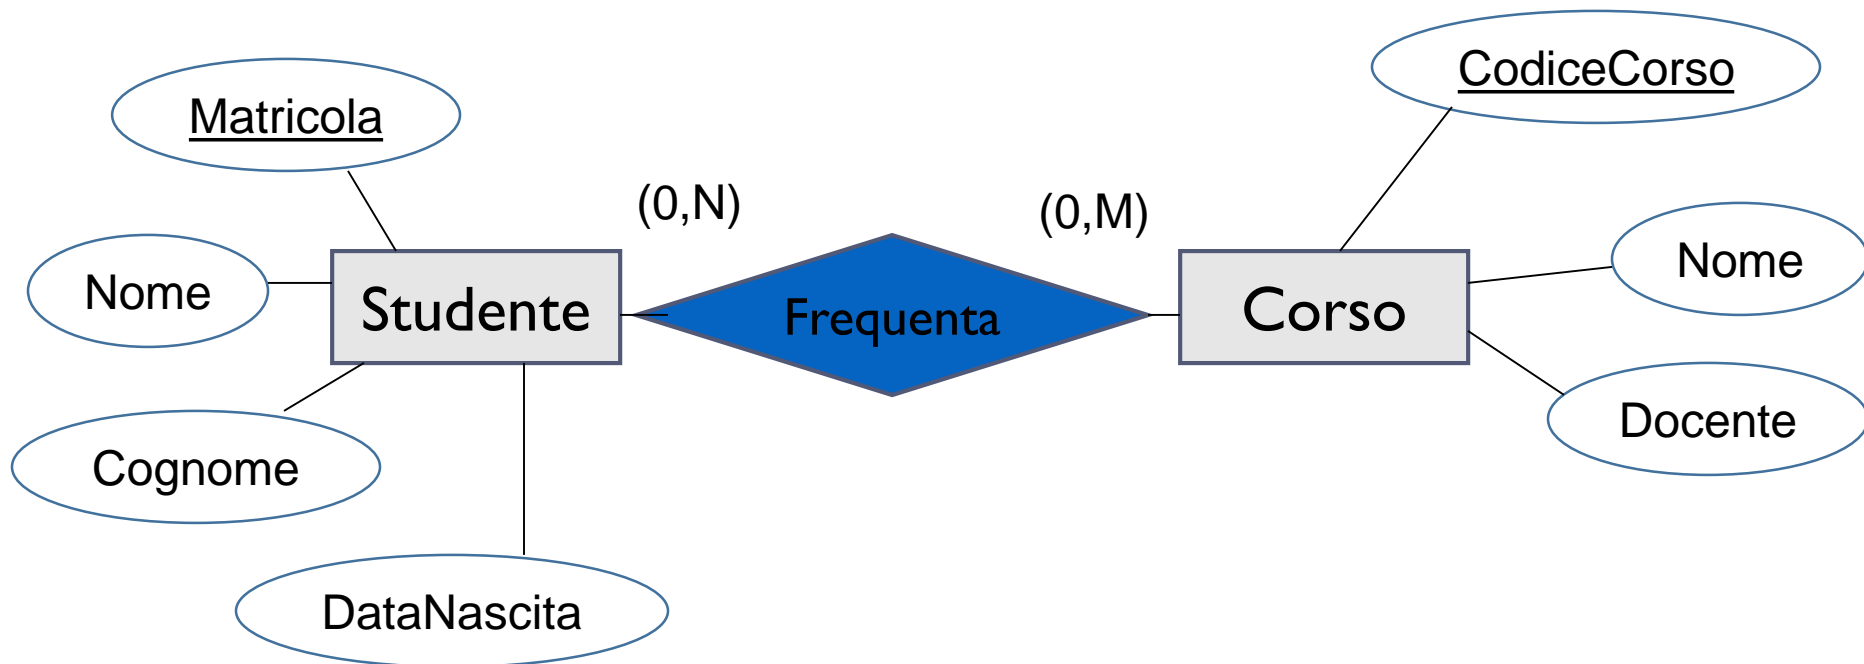 CodiceCorso
Matricola
(0,N)
(0,M)
Nome
Studente
Frequenta
Corso
Nome
Cognome
Docente
DataNascita